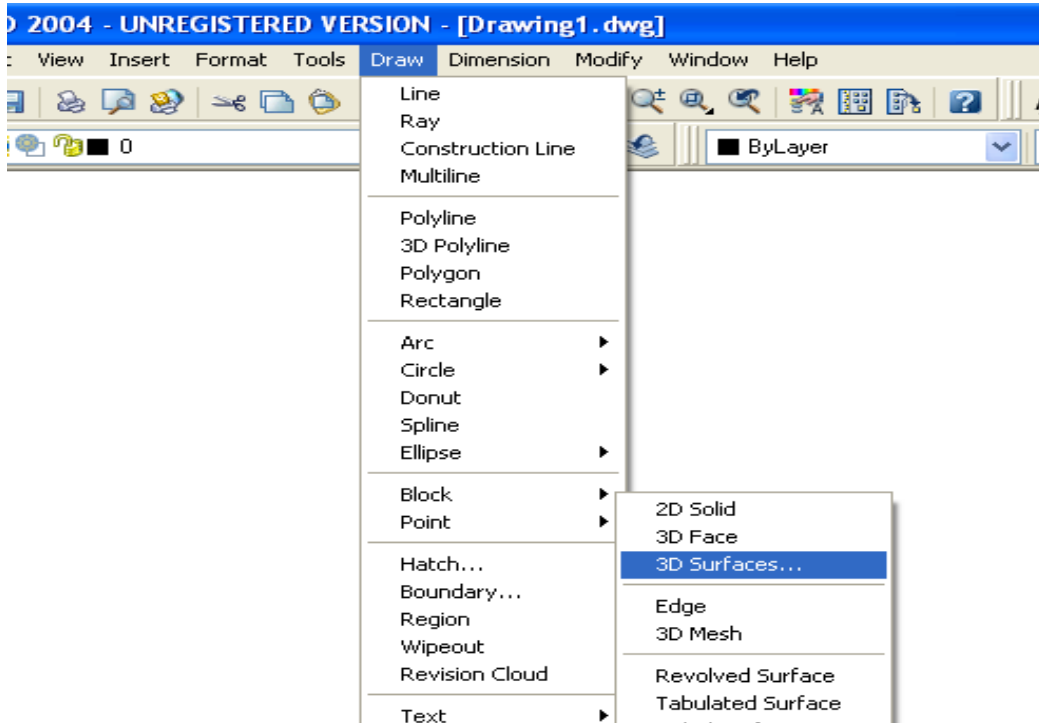 2004 - UNREGISTERED VERSION - [Drawing1.dwg]
View Insert Format Tools Draw Dimension Modify Window Help
0
ByLayer
Line
Ray
Construction Line
Multiline
Polyline
3D Polyline
Polygon
Rectangle
Arc
Circle
Donut
Spline
Ellipse
Block
Point
Hatch...
Boundary...
Region
Wipeout
Revision Cloud
Text
2D Solid
3D Face
3D Surfaces...
Edge
3D Mesh
Revolved Surface
Tabulated Surface